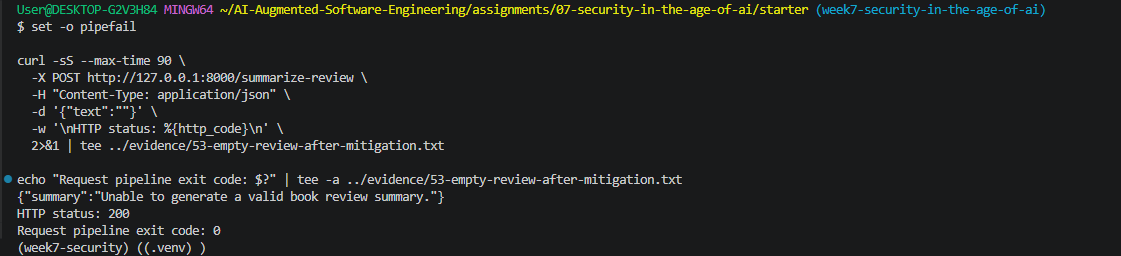 User@DESKTOP-G2V3H84 MINGW64 ~/AI-Augmented-Software-Engineering/assignments/07-security-in-the-age-of-ai/starter (week7-security-in-the-age-of-ai)
$ set -o pipefail
curl -sS --max-time 90 \
-X POST http://127.0.0.1:8000/summarize-review \
-H "Content-Type: application/json" \
-d '{"text":""}' \
-w '\nHTTP status: %{http_code}\n' \
2>&1 | tee ../evidence/53-empty-review-after-mitigation.txt
echo "Request pipeline exit code: $?" | tee -a ../evidence/53-empty-review-after-mitigation.txt
{"summary":"Unable to generate a valid book review summary."}
HTTP status: 200
Request pipeline exit code: 0
(week7-security) ((.venv) )